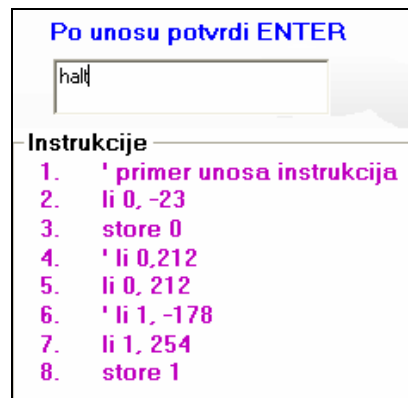 Po unosu potvrdi ENTER
halt
Instrukcije
1. ' primer unosa instrukcija
2. li 0, -23
3. store 0
4. ' li 0,212
5. li 0, 212
6. ' li 1, -178
7. li 1, 254
8. store 1